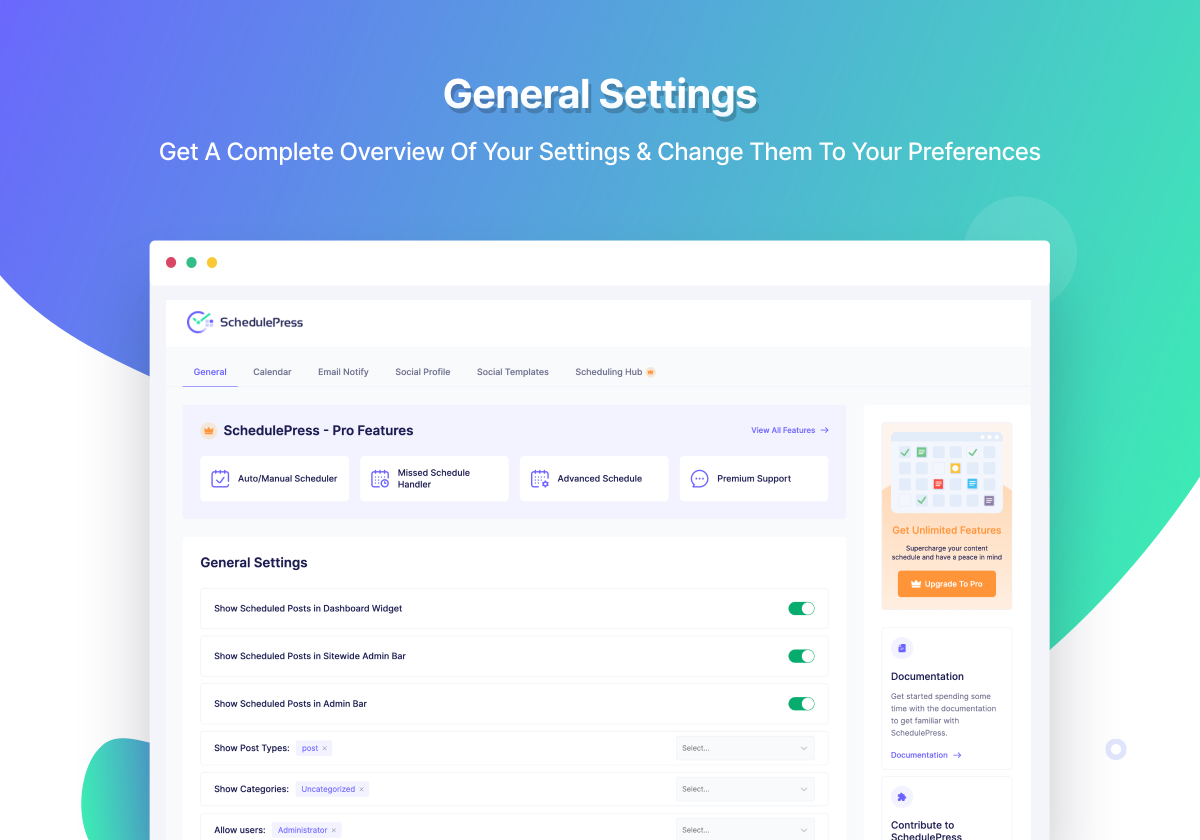 General Settings
Get A Complete Overview Of Your Settings & Change Them To Your Preferences
SchedulePress
General
Calendar
Email Notify
Social Profile
Social Templates
Scheduling Hub
SchedulePress - Pro Features
View All Features
Auto/Manual Scheduler
Missed Schedule
Handler
Advanced Schedule
Premium Support
General Settings
Show Scheduled Posts in Dashboard Widget
Show Scheduled Posts in Sitewide Admin Bar
Show Scheduled Posts in Admin Bar
Show Post Types: post × Select...
Show Categories: Uncategorized × Select...
Allow users: Administrator × Select...
Get Unlimited Features
Supercharge your content
schedule and have a peace in mind
Upgrade To Pro
Documentation
Get started spending some
time with the documentation
to get familiar with
SchedulePress.
Documentation
Contribute to
SchedulePress